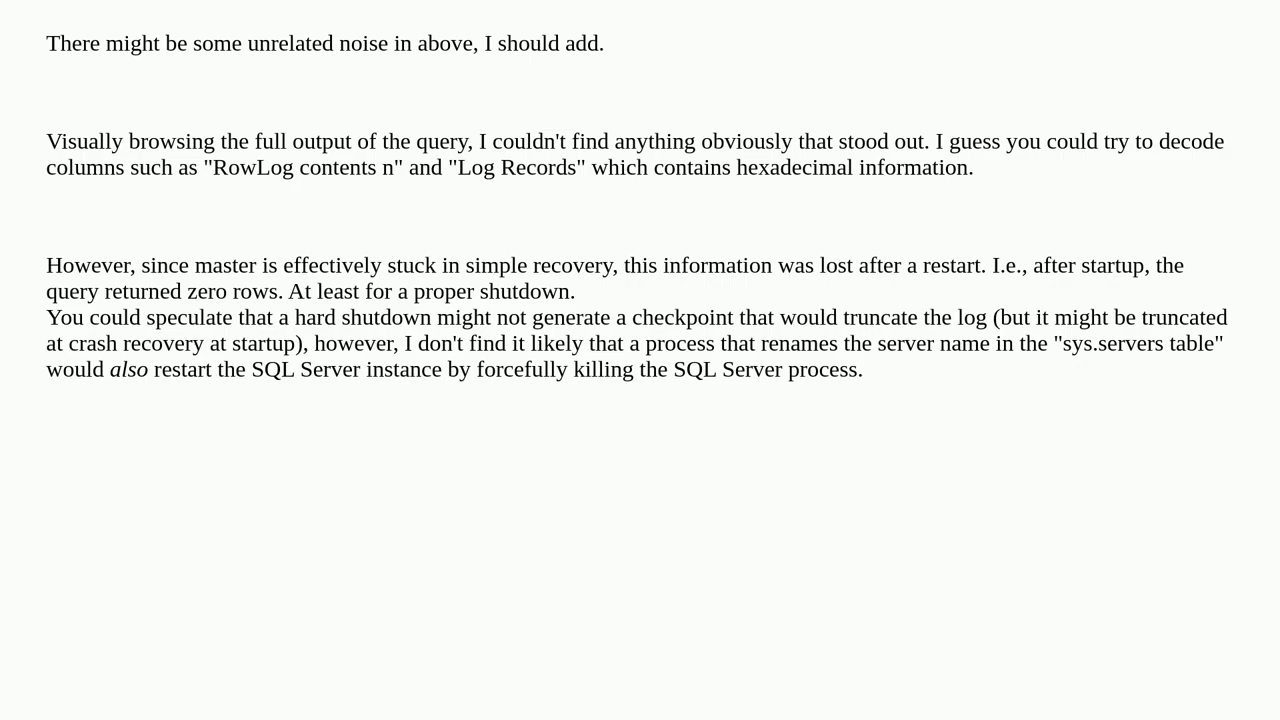 There might be some unrelated noise in above, I should add.
Visually browsing the full output of the query, I couldn't find anything obviously that stood out. I guess you could try to decode
columns such as "RowLog contents n" and "Log Records" which contains hexadecimal information.
However, since master is effectively stuck in simple recovery, this information was lost after a restart. I.e., after startup, the
query returned zero rows. At least for a proper shutdown.
You could speculate that a hard shutdown might not generate a checkpoint that would truncate the log (but it might be truncated
at crash recovery at startup), however, I don't find it likely that a process that renames the server name in the "sys.servers table"
would also restart the SQL Server instance by forcefully killing the SQL Server process.